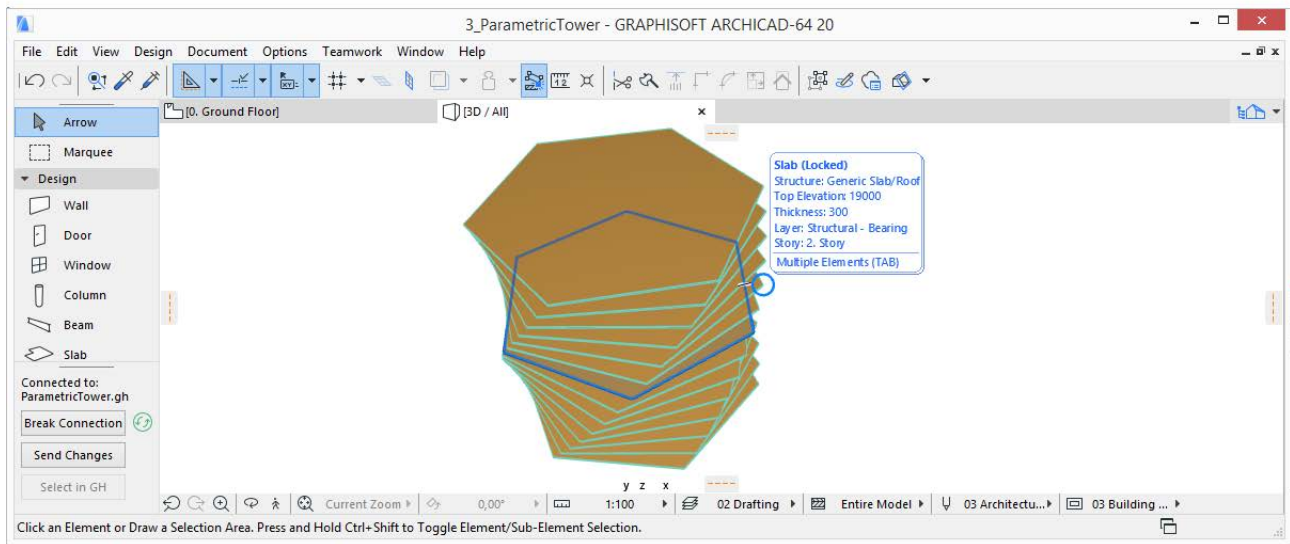 3_ParametricTower - GRAPHISOFT ARCHICAD-64 20
File Edit View Design Document Options Teamwork Window Help
[0. Ground Floor]
[3D / All]
Arrow
Marquee
Design
Wall
Door
Window
Column
Beam
Slab
Slab (Locked)
Structure: Generic Slab/Roof
Top Elevation: 19000
Thickness: 300
Layer: Structural - Bearing
Story: 2. Story
Multiple Elements (TAB)
Connected to:
ParametricTower.gh
Break Connection
Send Changes
Select in GH
y z x
Current Zoom
0,00°
1:100
02 Drafting
Entire Model
03 Architectu...
03 Building ...
Click an Element or Draw a Selection Area. Press and Hold Ctrl+Shift to Toggle Element/Sub-Element Selection.